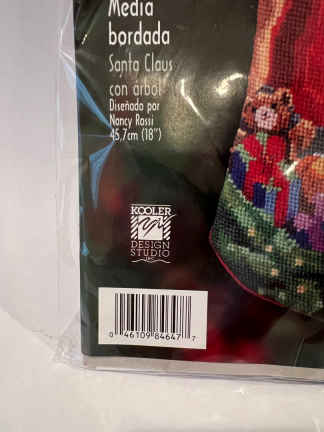 Media
bordada
Santa Claus
con árbol
Diseñado por
Nancy Rossi
45,7cm (18")
KOOLER
DESIGN
STUDIO
INC
0 46109 84647 7